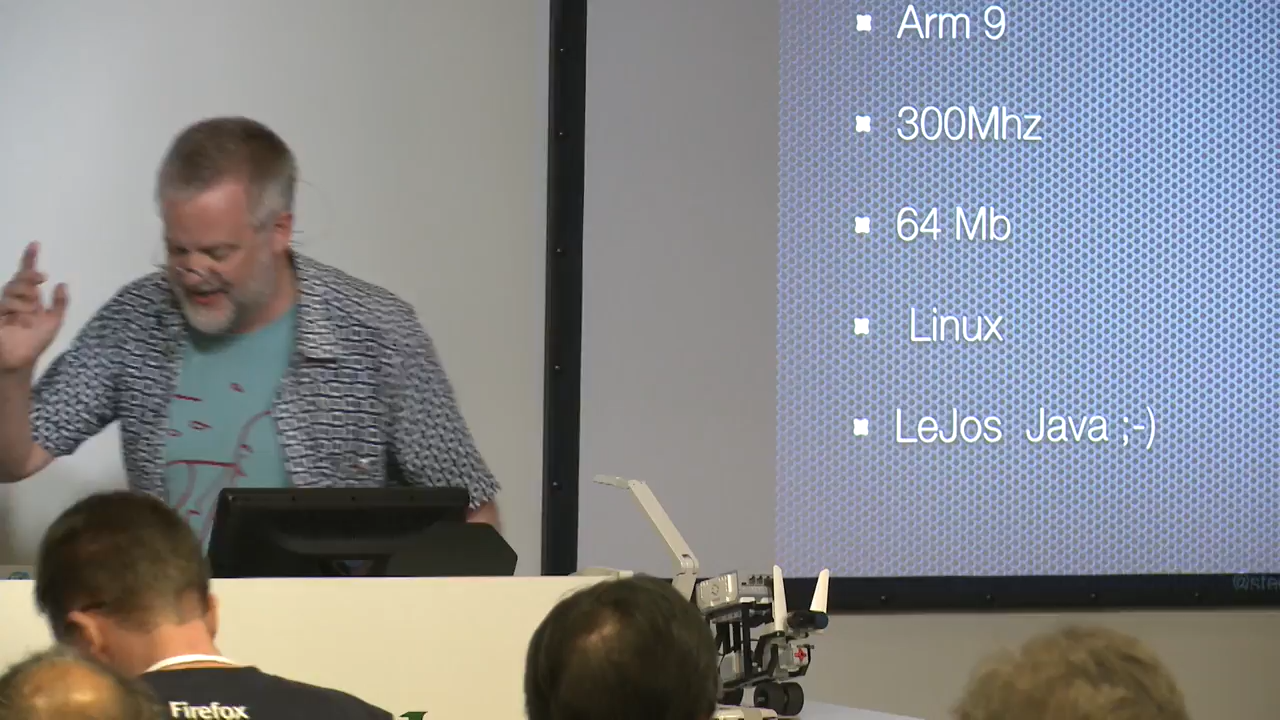 Arm 9
300Mhz
64 Mb
Linux
LeJos Java ;-)
Firefox